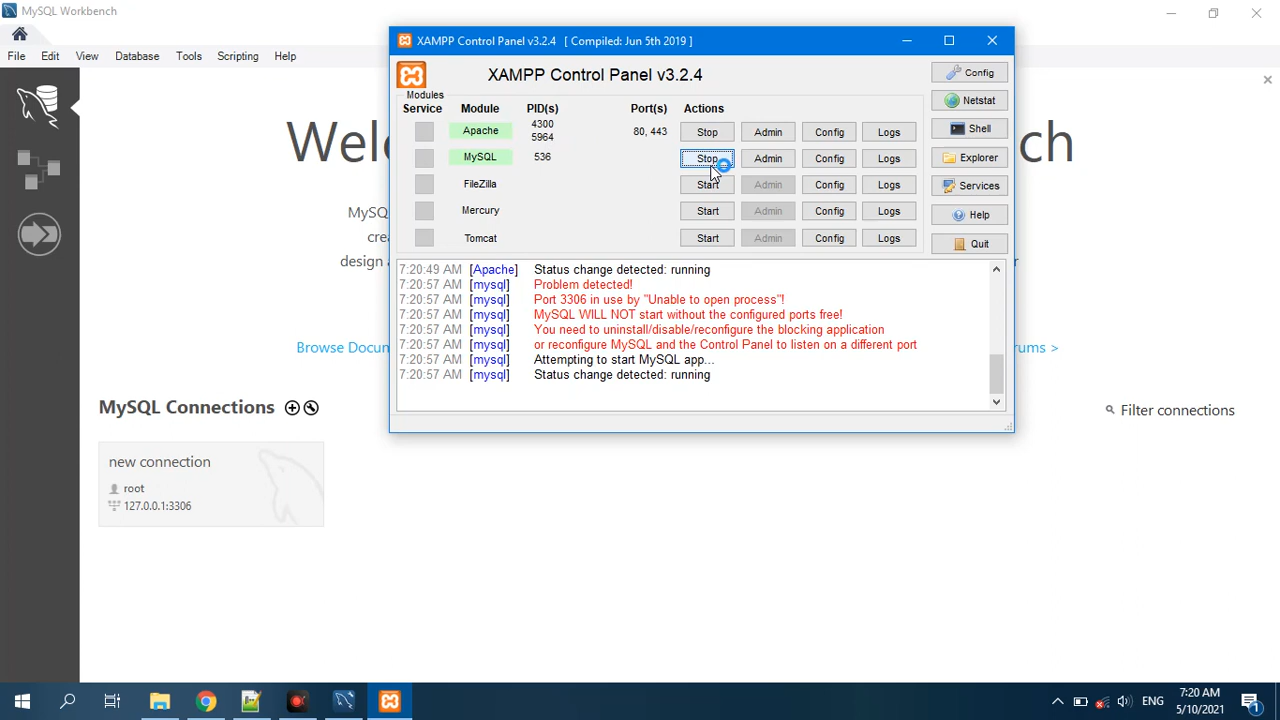 MySQL Workbench
File Edit View Database Tools Scripting Help
XAMPP Control Panel v3.2.4 [ Compiled: Jun 5th 2019 ]
XAMPP Control Panel v3.2.4
Config
Modules
Service Module PID(s) Port(s) Actions
Netstat
Apache 4300 5964 80, 443 Stop Admin Config Logs
Shell
MySQL 536 Stop Admin Config Logs
Explorer
FileZilla Start Admin Config Logs
Services
Mercury Start Admin Config Logs
Help
Tomcat Start Admin Config Logs
Quit
7:20:49 AM [Apache] Status change detected: running
7:20:57 AM [mysql] Problem detected!
7:20:57 AM [mysql] Port 3306 in use by "Unable to open process"!
7:20:57 AM [mysql] MySQL WILL NOT start without the configured ports free!
7:20:57 AM [mysql] You need to uninstall/disable/reconfigure the blocking application
7:20:57 AM [mysql] or reconfigure MySQL and the Control Panel to listen on a different port
7:20:57 AM [mysql] Attempting to start MySQL app...
7:20:57 AM [mysql] Status change detected: running
Welc
ench
MySQ
crea
design a
Browse Docum
rums >
MySQL Connections
Filter connections
new connection
root
127.0.0.1:3306
ENG
7:20 AM
5/10/2021
1